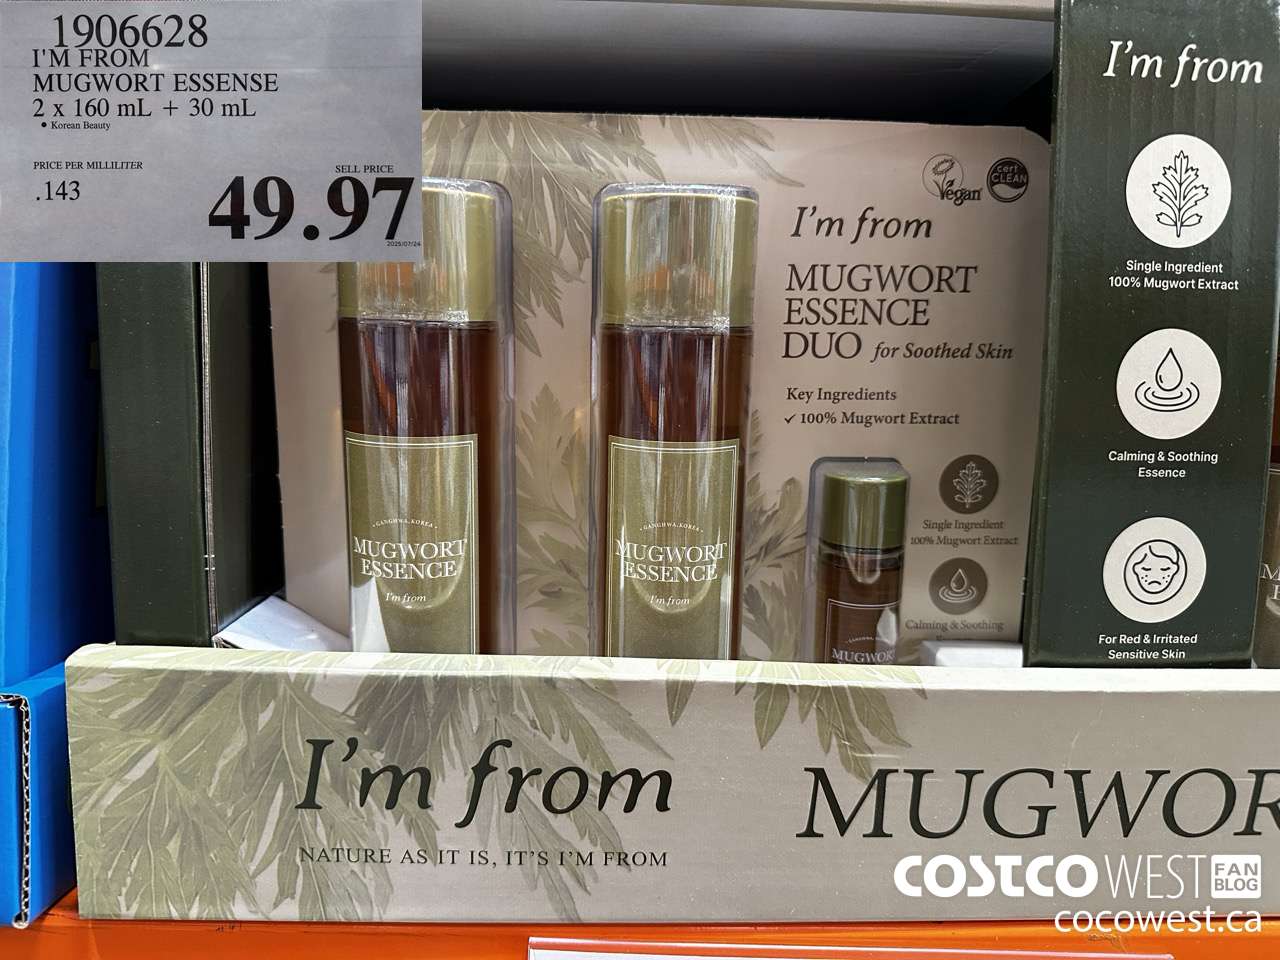 1906628
I'M FROM
MUGWORT ESSENSE
2 x 160 mL + 30 mL
• Korean Beauty
PRICE PER MILLILITER
.143
SELL PRICE
49.97
2025/07/24
Vegan
cert
CLEAN
I'm from
MUGWORT
ESSENCE
DUO for Soothed Skin
Key Ingredients
✓ 100% Mugwort Extract
Single Ingredient
100% Mugwort Extract
Calming & Soothing
• GANGHWA, KOREA •
MUGWORT
ESSENCE
I'm from
• GANGHWA, KOREA •
MUGWORT
ESSENCE
I'm from
MUGWOR
I'm from
Single Ingredient
100% Mugwort Extract
Calming & Soothing
Essence
For Red & Irritated
Sensitive Skin
I'm from
NATURE AS IT IS, IT'S I'M FROM
MUGWOR
COSTCO WEST FAN BLOG
cocowest.ca